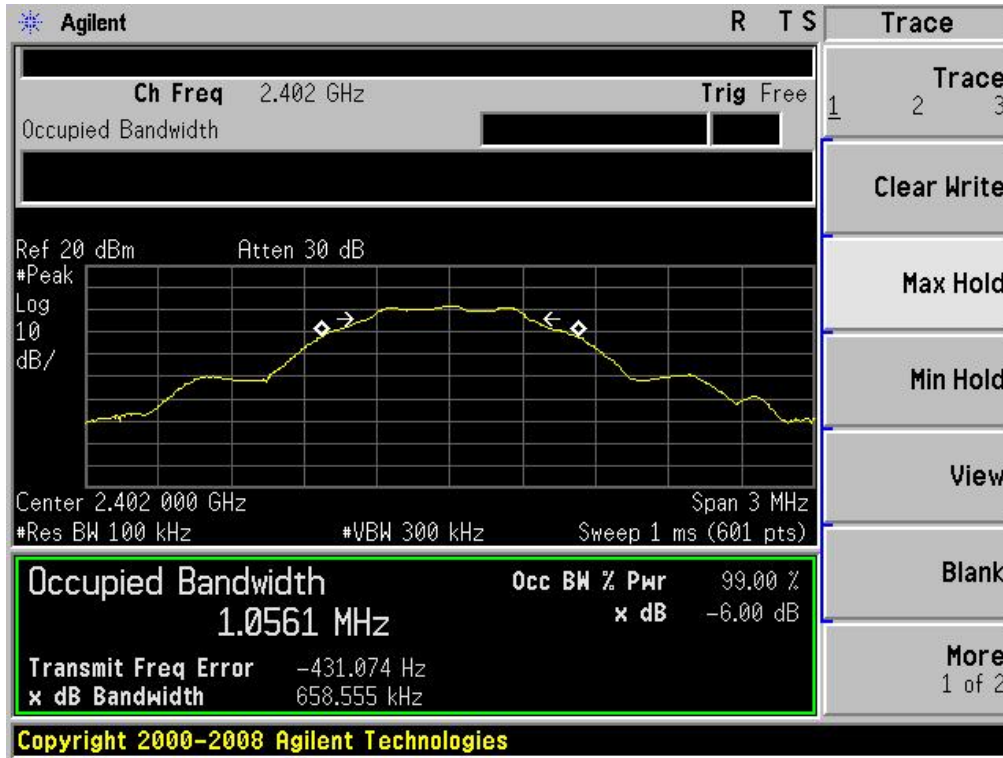 Agilent R T S Trace
Ch Freq 2.402 GHz Trig Free
Occupied Bandwidth
Trace
1 2 3
Clear Write
Max Hold
Min Hold
View
Blank
More
1 of 2
Ref 20 dBm Atten 30 dB
#Peak
Log
10
dB/
Center 2.402 000 GHz Span 3 MHz
#Res BW 100 kHz #VBW 300 kHz Sweep 1 ms (601 pts)
Occupied Bandwidth Occ BW % Pwr 99.00 %
1.0561 MHz x dB -6.00 dB
Transmit Freq Error -431.074 Hz
x dB Bandwidth 658.555 kHz
Copyright 2000-2008 Agilent Technologies